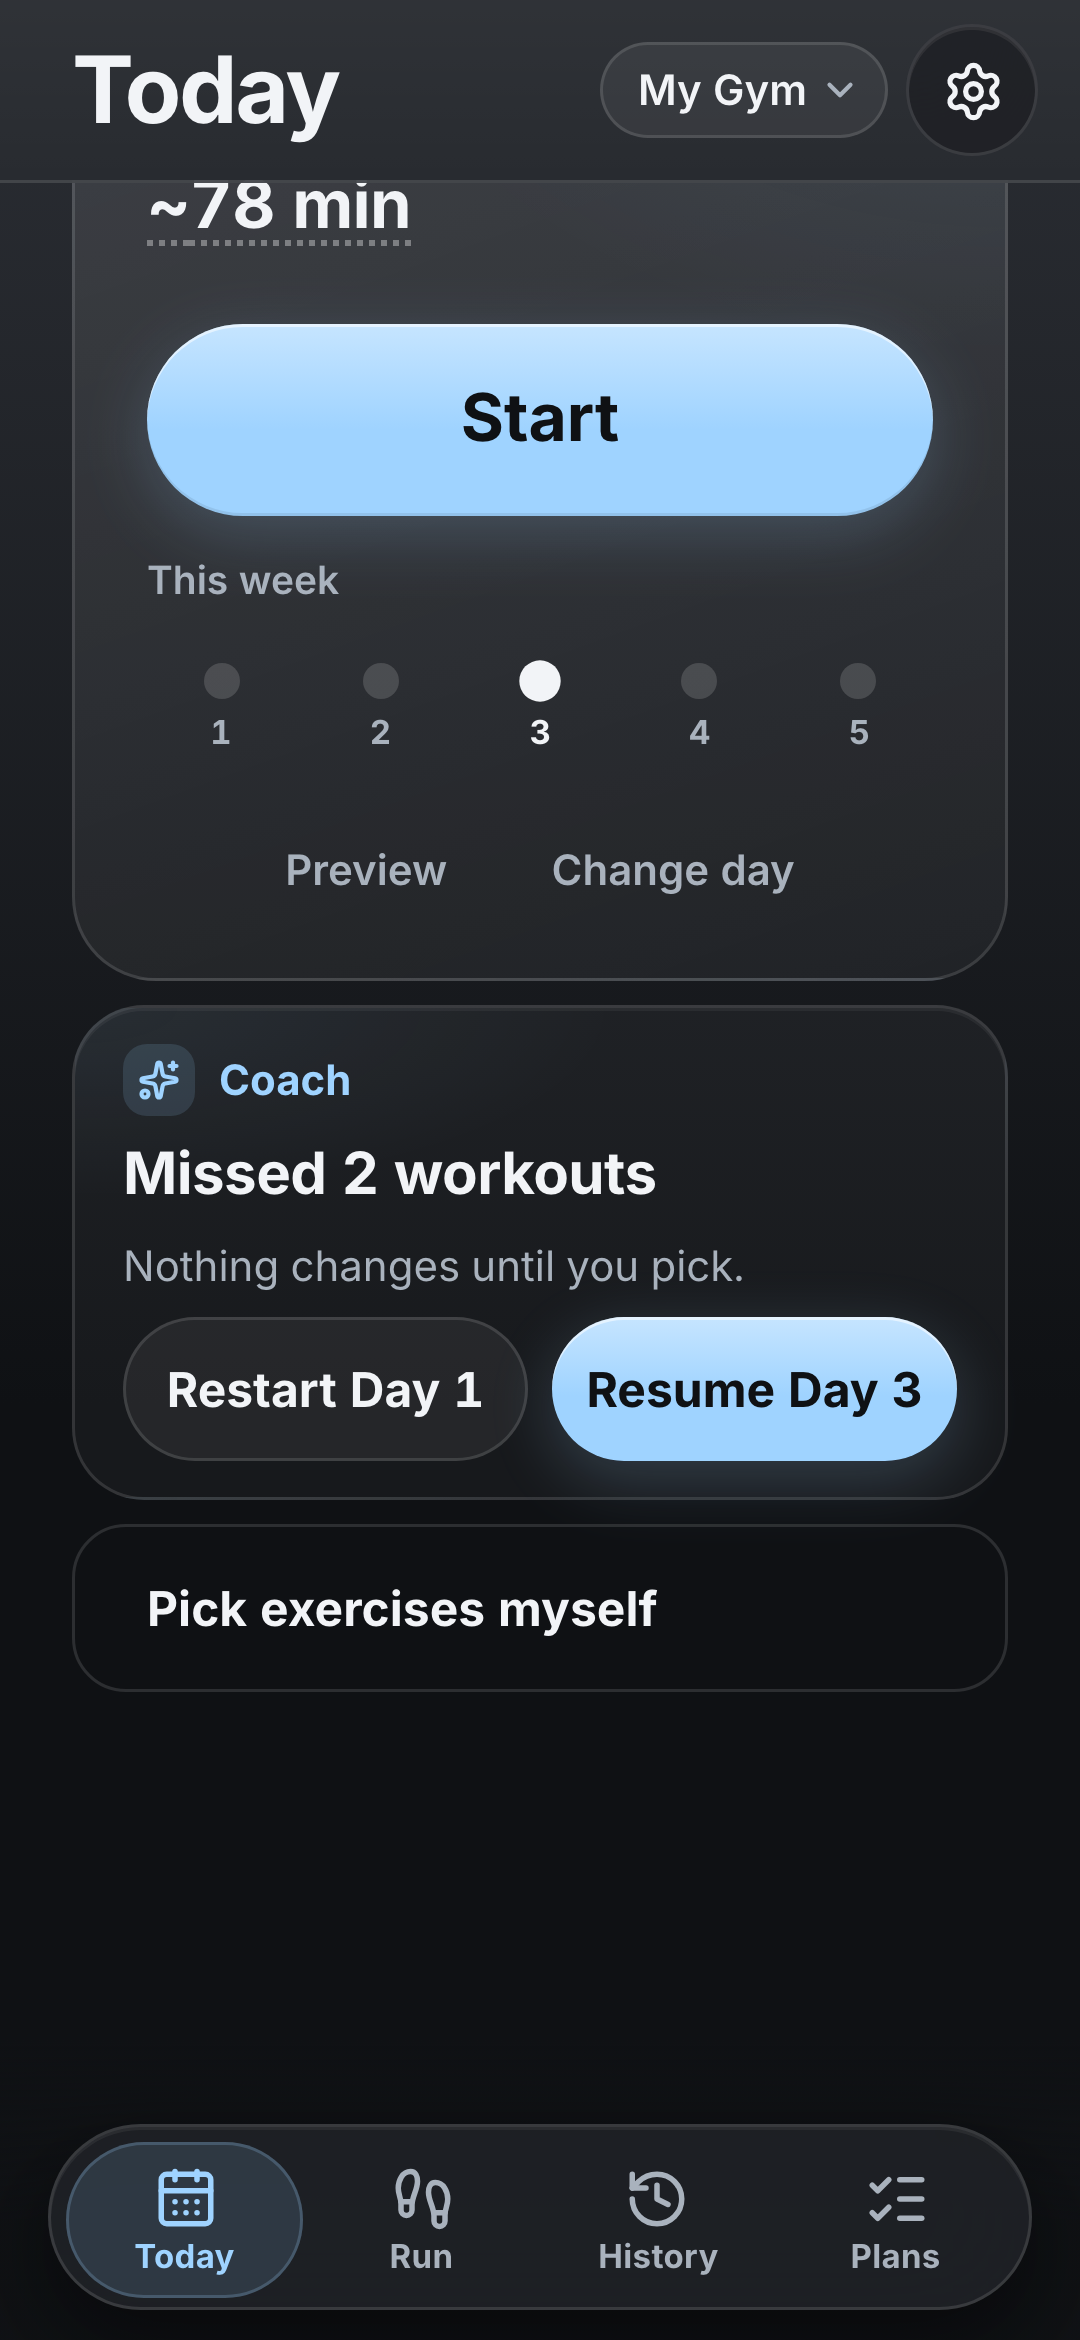 Today
My Gym
~78 min
Start
This week
1 2 3 4 5
Preview Change day
Coach
Missed 2 workouts
Nothing changes until you pick.
Restart Day 1 Resume Day 3
Pick exercises myself
Today Run History Plans